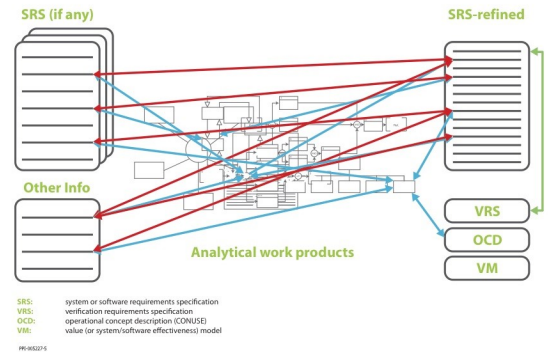 SRS (if any)
SRS-refined
Other Info
VRS
OCD
VM
Analytical work products
SRS: system or software requirements specification
VRS: verification requirements specification
OCD: operational concept description (CONUSE)
VM: value (or system/software effectiveness) model
PPI-005227-5